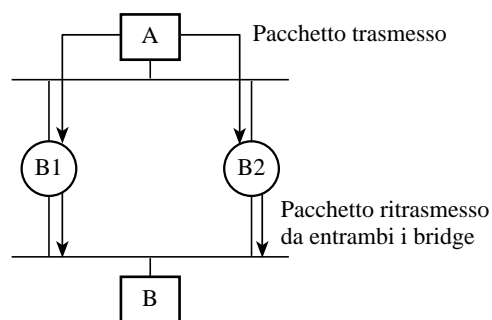 A
Pacchetto trasmesso
B1
B2
Pacchetto ritrasmesso
da entrambi i bridge
B